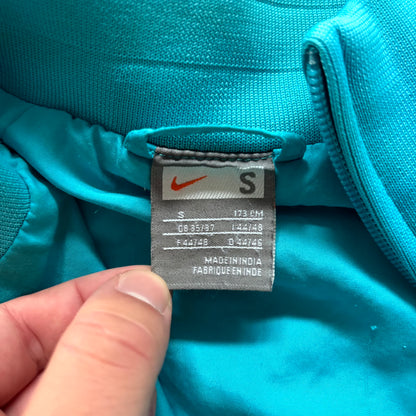 S
S 173 CM
GB 35/37 I 44/48
F 44/48 D 44/46
MADE IN INDIA
FABRIQUE EN INDE